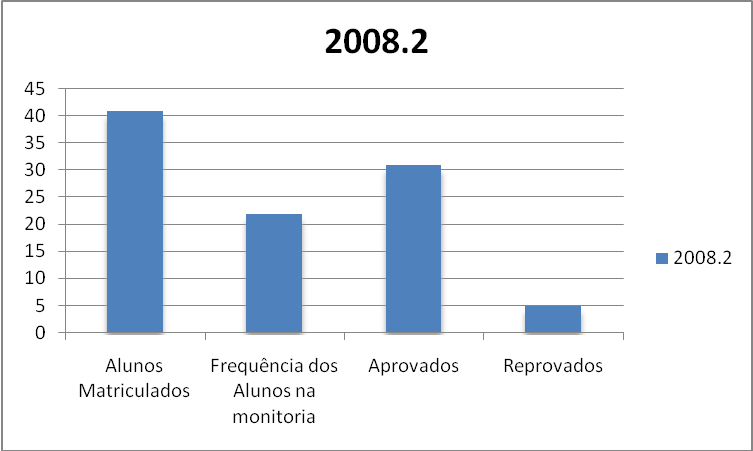 2008.2
45
40
35
30
25
20
15
10
5
0
Alunos
Matriculados
Frequência dos
Alunos na
monitoria
Aprovados
Reprovados
2008.2